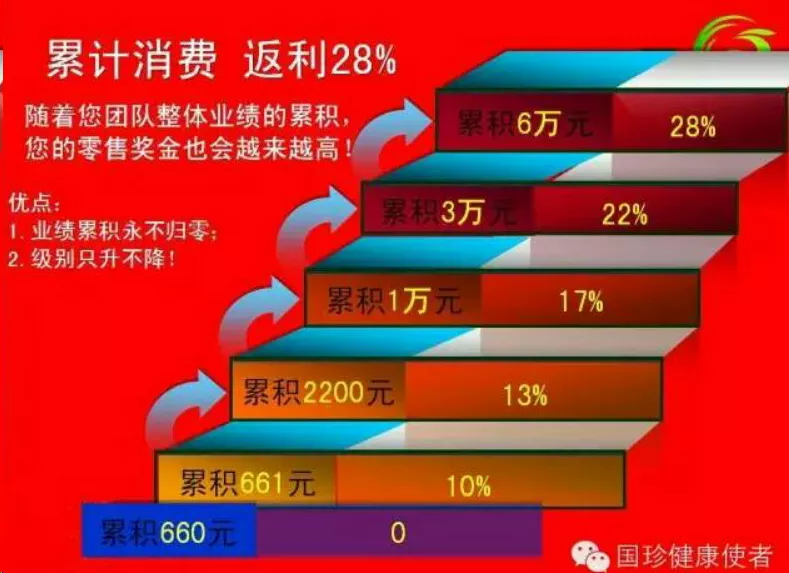 累计消费 返利28%
随着您团队整体业绩的累积,
您的零售奖金也会越来越高!
优点:
1.业绩累积永不归零;
2.级别只升不降!
累积6万元 28%
累积3万元 22%
累积1万元 17%
累积2200元 13%
累积661元 10%
累积660元 0
国珍健康使者